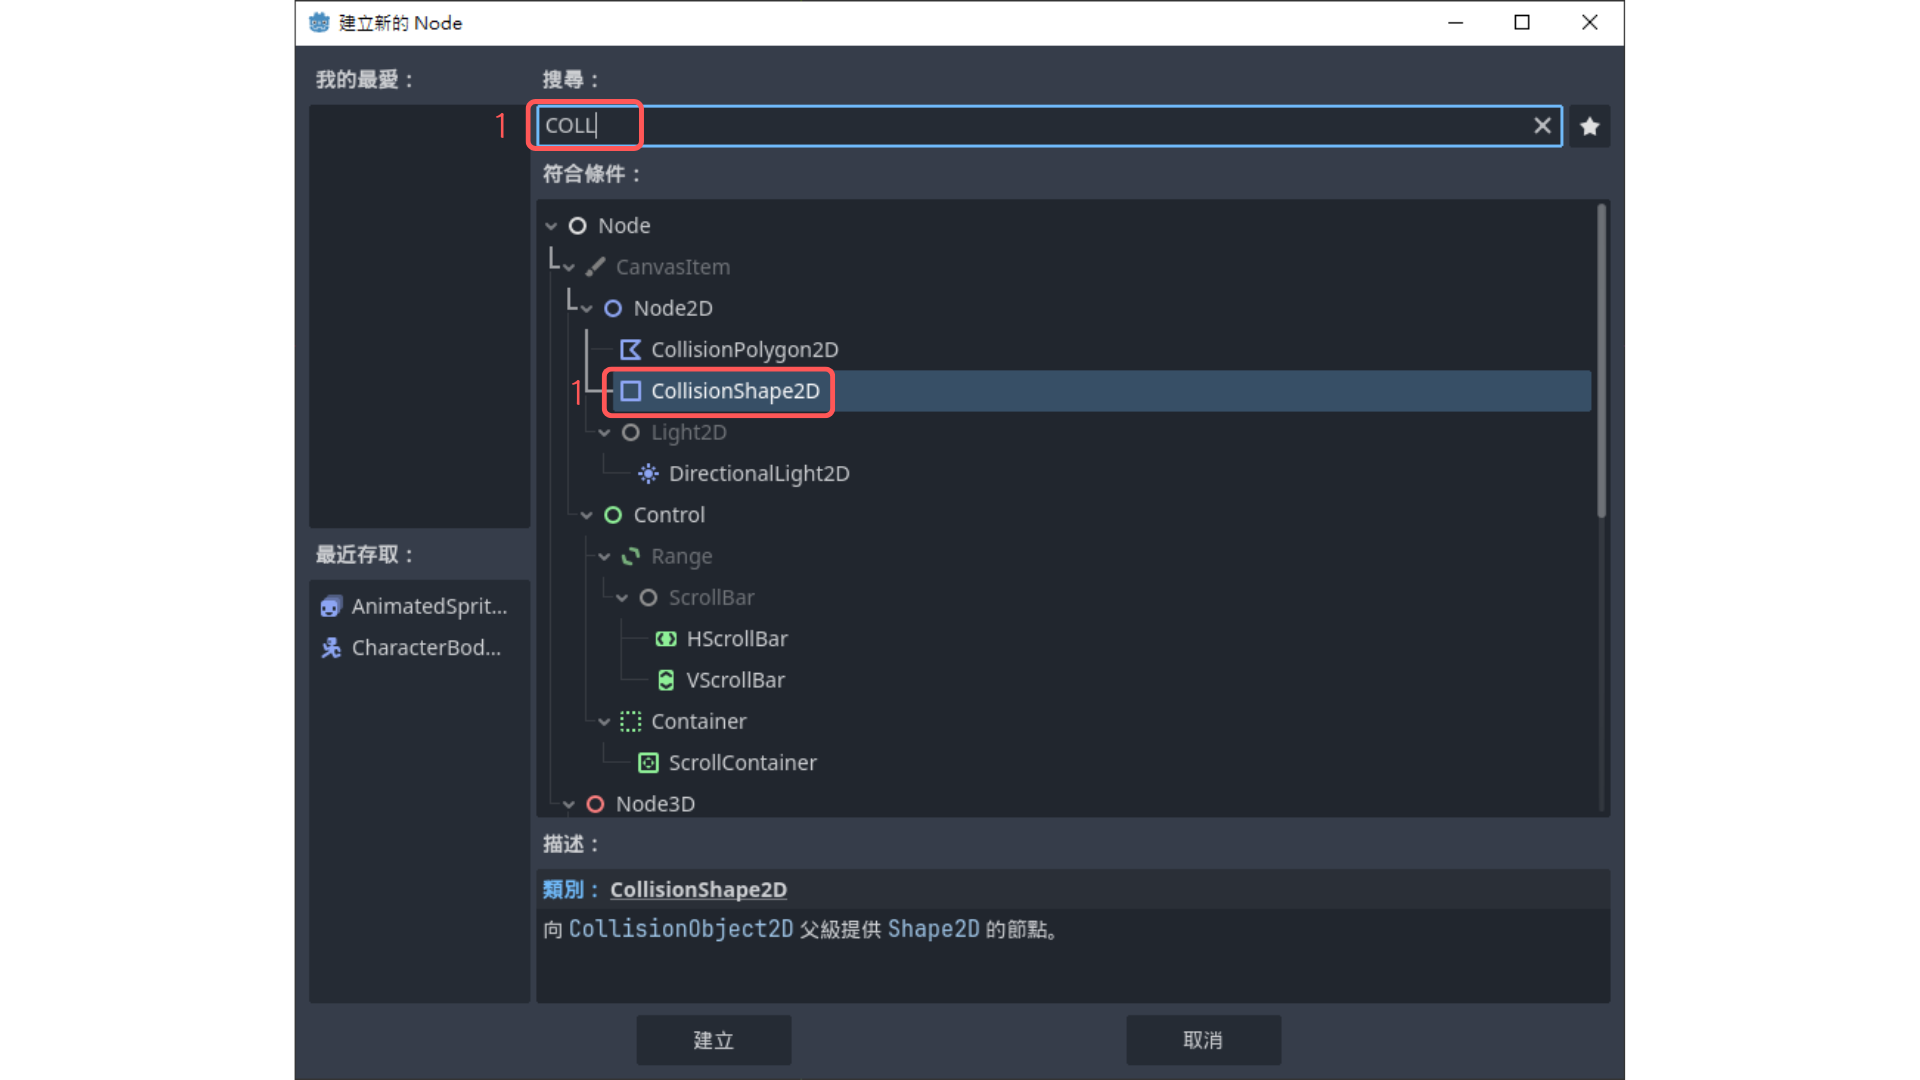 建立新的 Node
我的最愛：
搜尋：
1
COLL
符合條件：
Node
CanvasItem
Node2D
CollisionPolygon2D
1
CollisionShape2D
Light2D
DirectionalLight2D
Control
Range
ScrollBar
HScrollBar
VScrollBar
Container
ScrollContainer
Node3D
最近存取：
AnimatedSprit...
CharacterBod...
描述：
類別： CollisionShape2D
向 CollisionObject2D 父級提供 Shape2D 的節點。
建立
取消